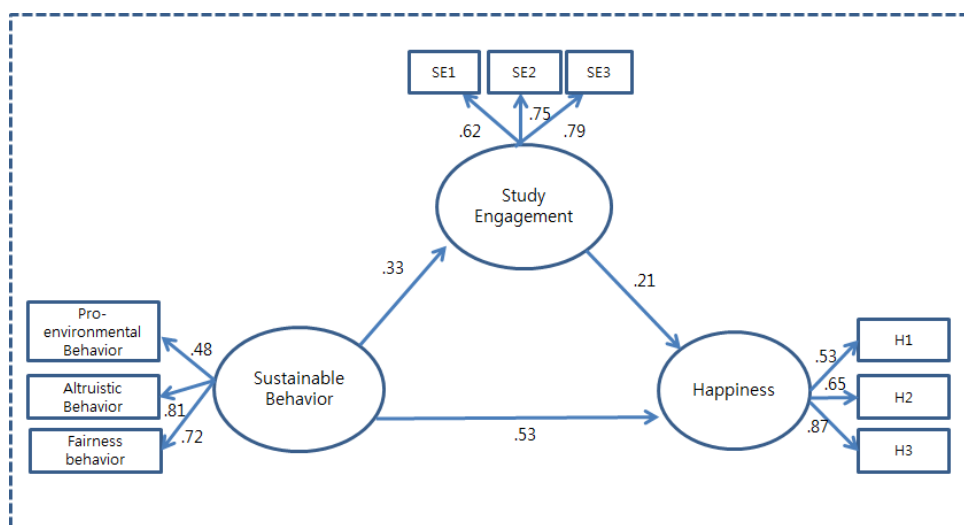 SE1
SE2
SE3
.62
.75
.79
Study
Engagement
.33
.21
Pro-
environmental
Behavior
.48
Altruistic
Behavior
.81
Fairness
behavior
.72
Sustainable
Behavior
.53
Happiness
.53
H1
.65
H2
.87
H3